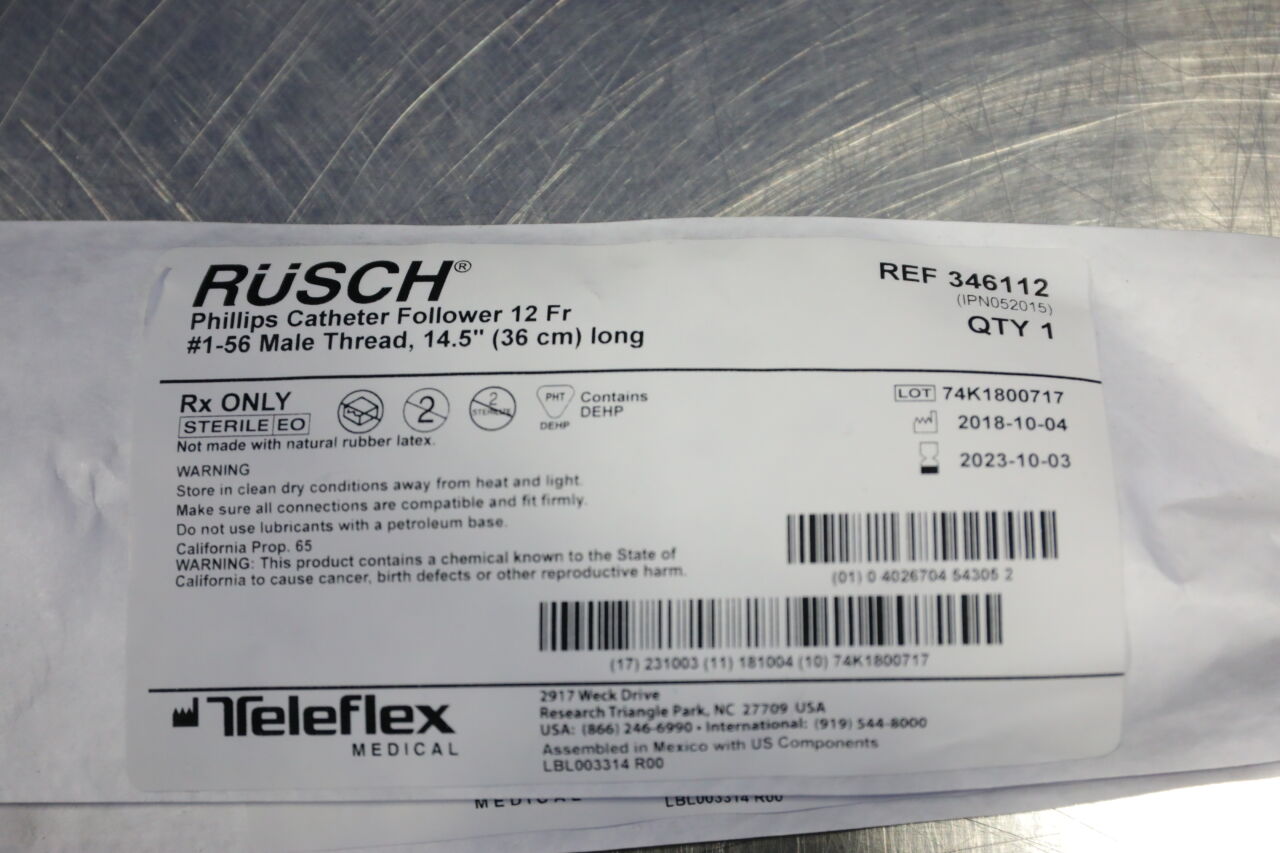 RÜSCH®
Phillips Catheter Follower 12 Fr
#1-56 Male Thread, 14.5" (36 cm) long
REF 346112
(IPN052015)
QTY 1
Rx ONLY
STERILE EO
2
2
STERILIZE
PHT
DEHP
Contains
DEHP
Not made with natural rubber latex.
LOT 74K1800717
2018-10-04
2023-10-03
WARNING
Store in clean dry conditions away from heat and light.
Make sure all connections are compatible and fit firmly.
Do not use lubricants with a petroleum base.
California Prop. 65
WARNING: This product contains a chemical known to the State of
California to cause cancer, birth defects or other reproductive harm.
(01) 0 4026704 54305 2
(17) 231003 (11) 181004 (10) 74K1800717
Teleflex
MEDICAL
2917 Weck Drive
Research Triangle Park, NC 27709 USA
USA: (866) 246-6990 • International: (919) 544-8000
Assembled in Mexico with US Components
LBL003314 R00
MEDICAL
LBL003314 R00